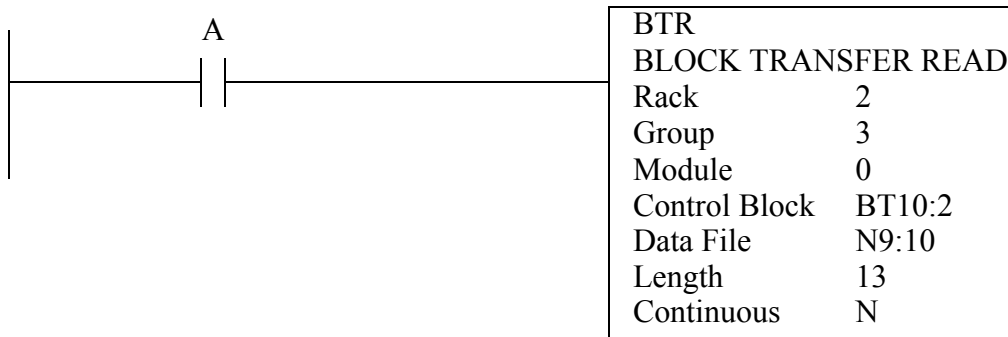 A
BTR
BLOCK TRANSFER READ
Rack 2
Group 3
Module 0
Control Block BT10:2
Data File N9:10
Length 13
Continuous N